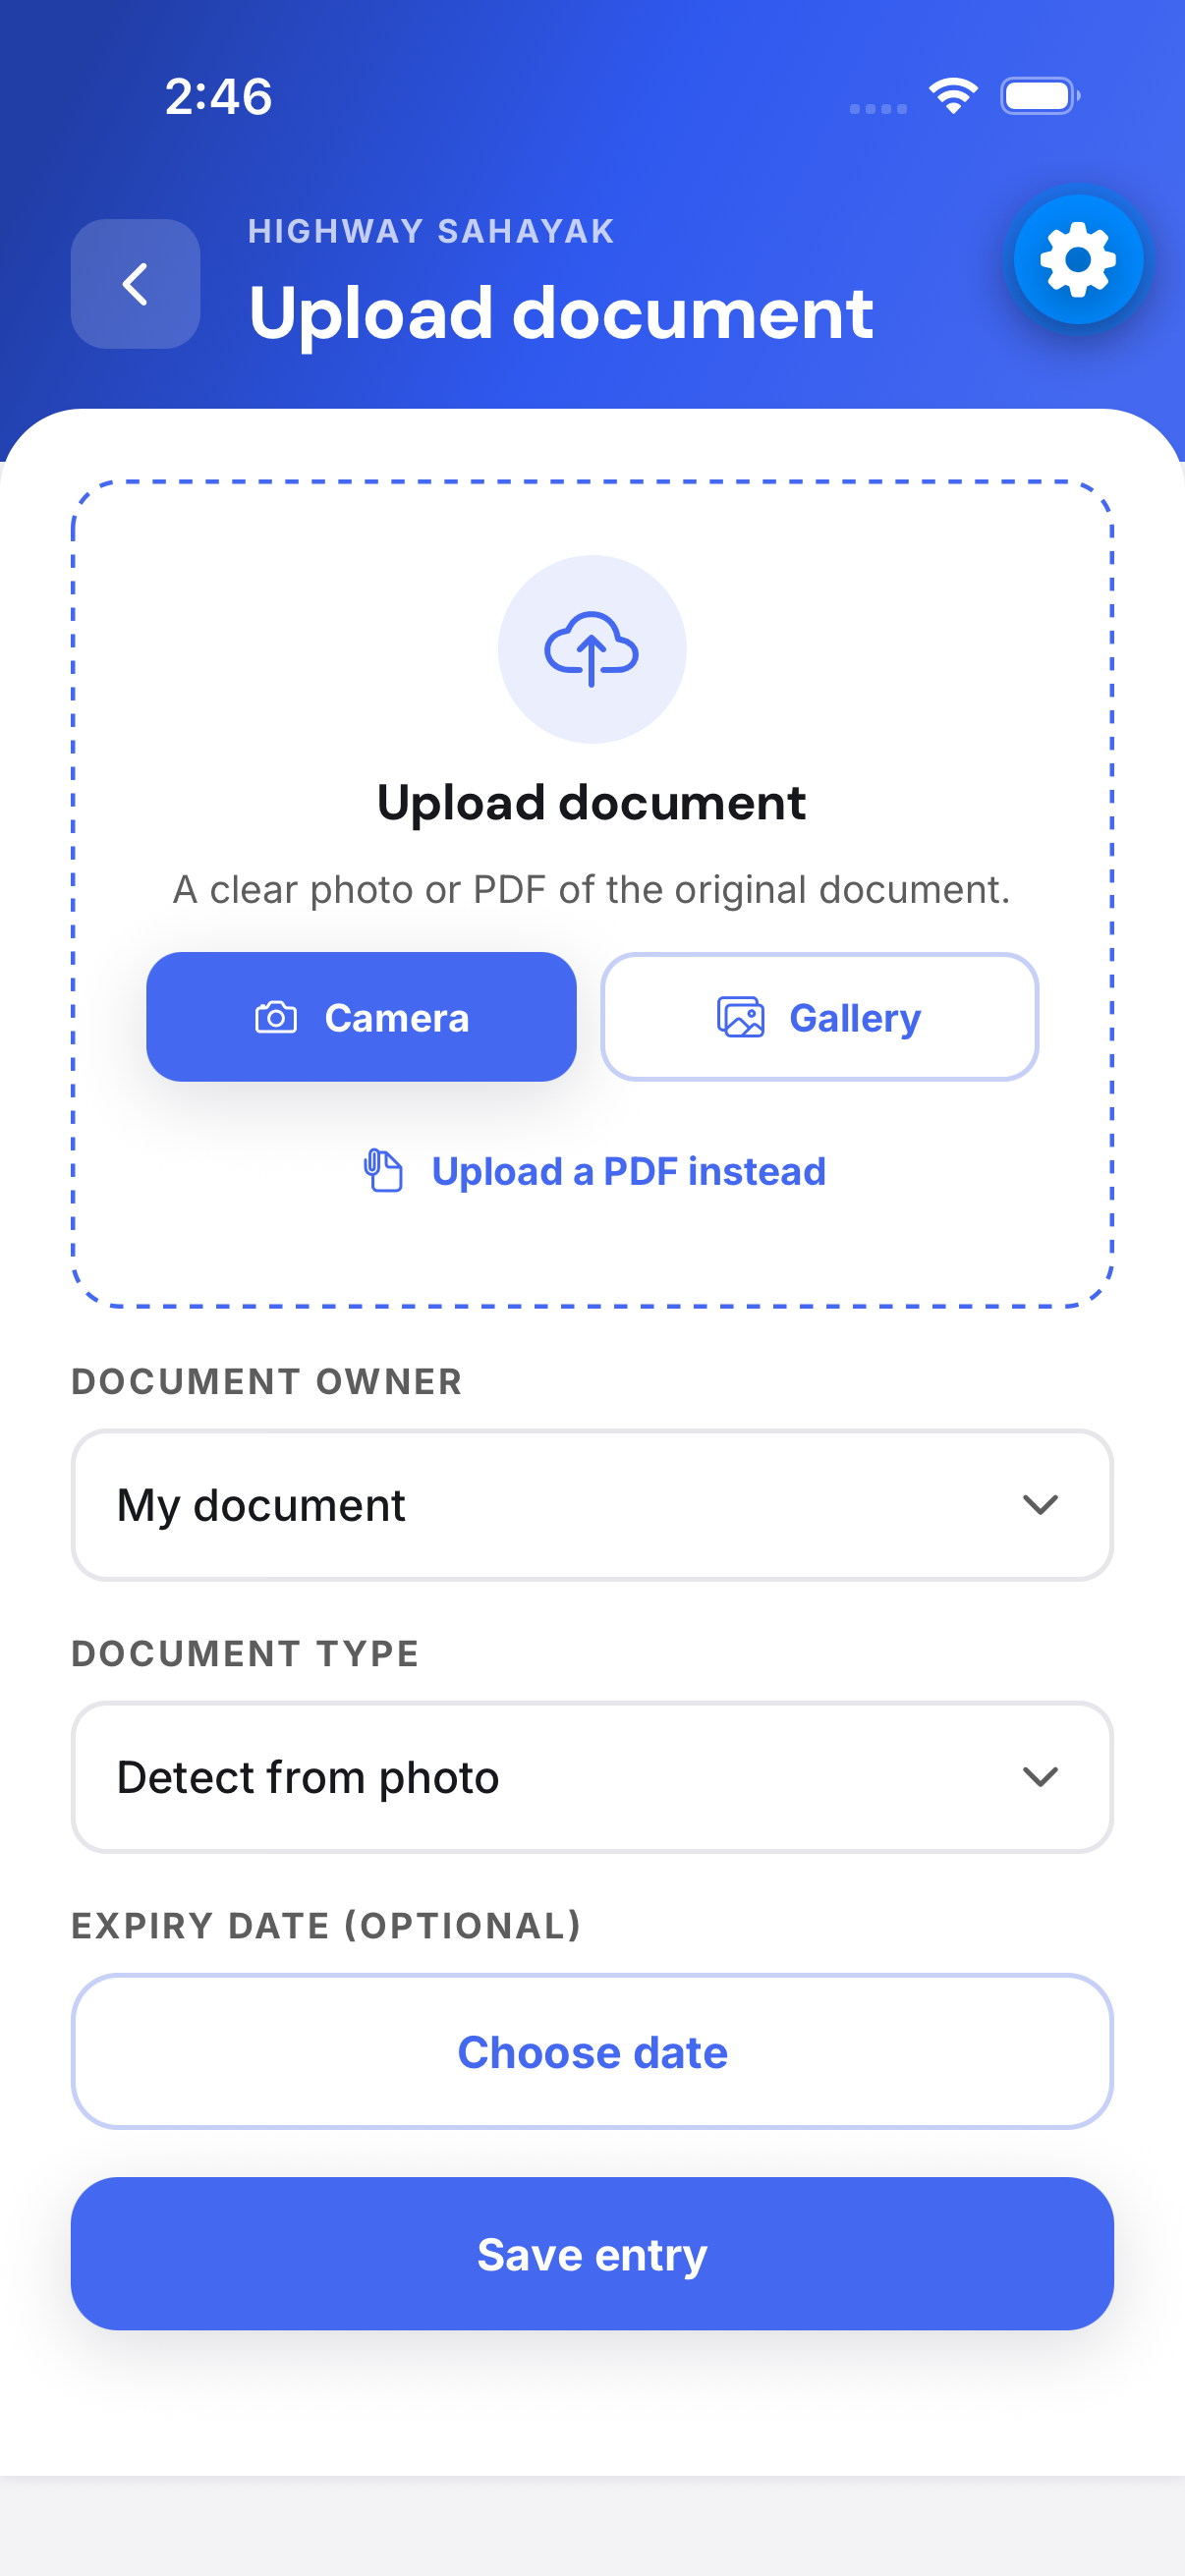 2:46
HIGHWAY SAHAYAK
Upload document
Upload document
A clear photo or PDF of the original document.
Camera
Gallery
Upload a PDF instead
DOCUMENT OWNER
My document
DOCUMENT TYPE
Detect from photo
EXPIRY DATE (OPTIONAL)
Choose date
Save entry